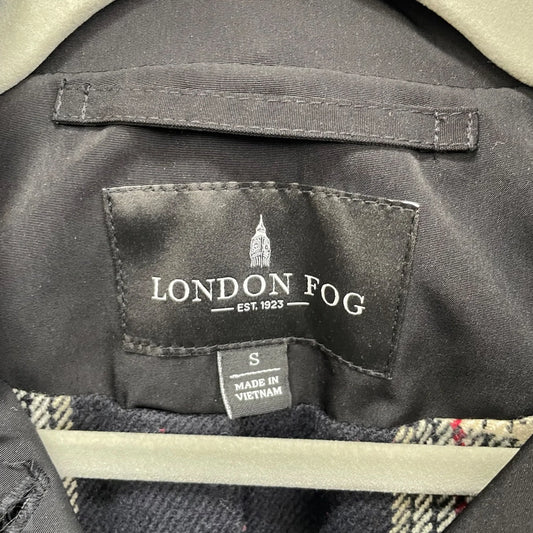 LONDON FOG
EST. 1923
S
MADE IN
VIETNAM